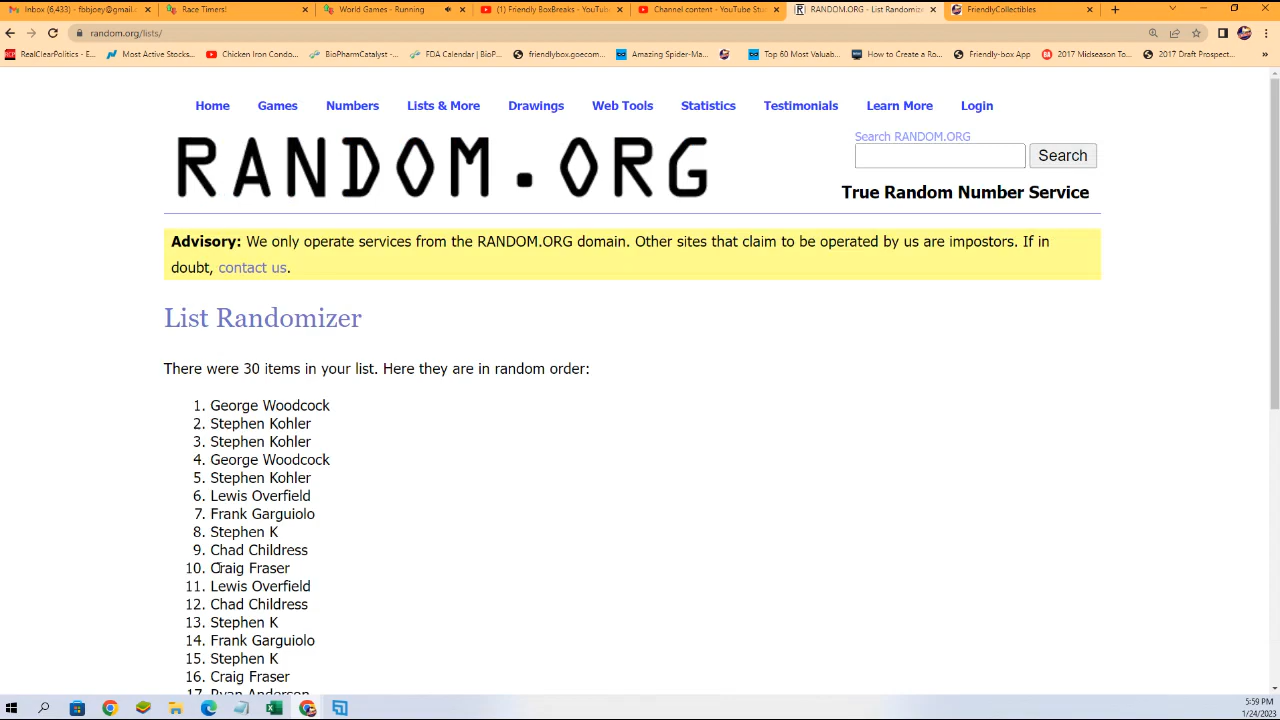 Inbox (6,433) - fbbjoey@gmail.c
Race Timers!
World Games - Running
(1) Friendly BoxBreaks - YouTube
Channel content - YouTube Stu
RANDOM.ORG - List Randomize
FriendlyCollectibles
random.org/lists/
RealClearPolitics - E...
Most Active Stocks...
Chicken Iron Condo...
BioPharmCatalyst -...
FDA Calendar | BioP...
friendlybox.goecom...
Amazing Spider-Ma...
Top 60 Most Valuab...
How to Create a Ro...
Friendly-box App
2017 Midseason To...
2017 Draft Prospect...
Home Games Numbers Lists & More Drawings Web Tools Statistics Testimonials Learn More Login
RANDOM.ORG
Search RANDOM.ORG
Search
True Random Number Service
Advisory: We only operate services from the RANDOM.ORG domain. Other sites that claim to be operated by us are impostors. If in
doubt, contact us.
List Randomizer
There were 30 items in your list. Here they are in random order:
1. George Woodcock
2. Stephen Kohler
3. Stephen Kohler
4. George Woodcock
5. Stephen Kohler
6. Lewis Overfield
7. Frank Garguiolo
8. Stephen K
9. Chad Childress
10. Craig Fraser
11. Lewis Overfield
12. Chad Childress
13. Stephen K
14. Frank Garguiolo
15. Stephen K
16. Craig Fraser
17. Ryan Anderson
5:59 PM
1/24/2023